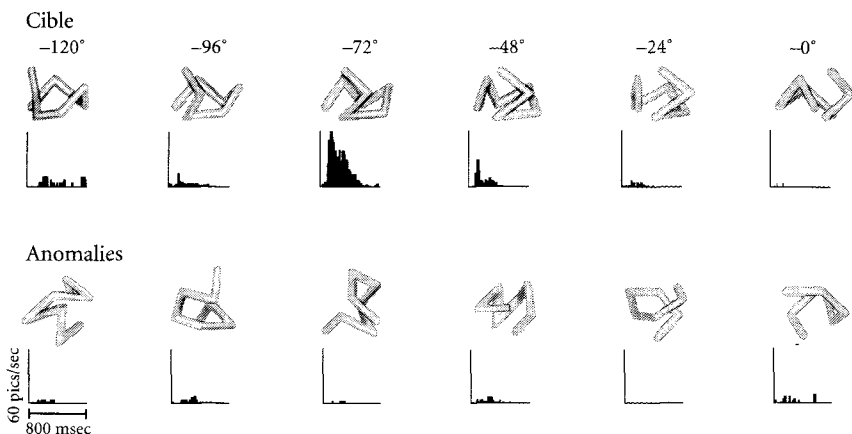 Cible
–120°
–96°
–72°
–48°
–24°
–0°
Anomalies
60 pics/sec
800 msec